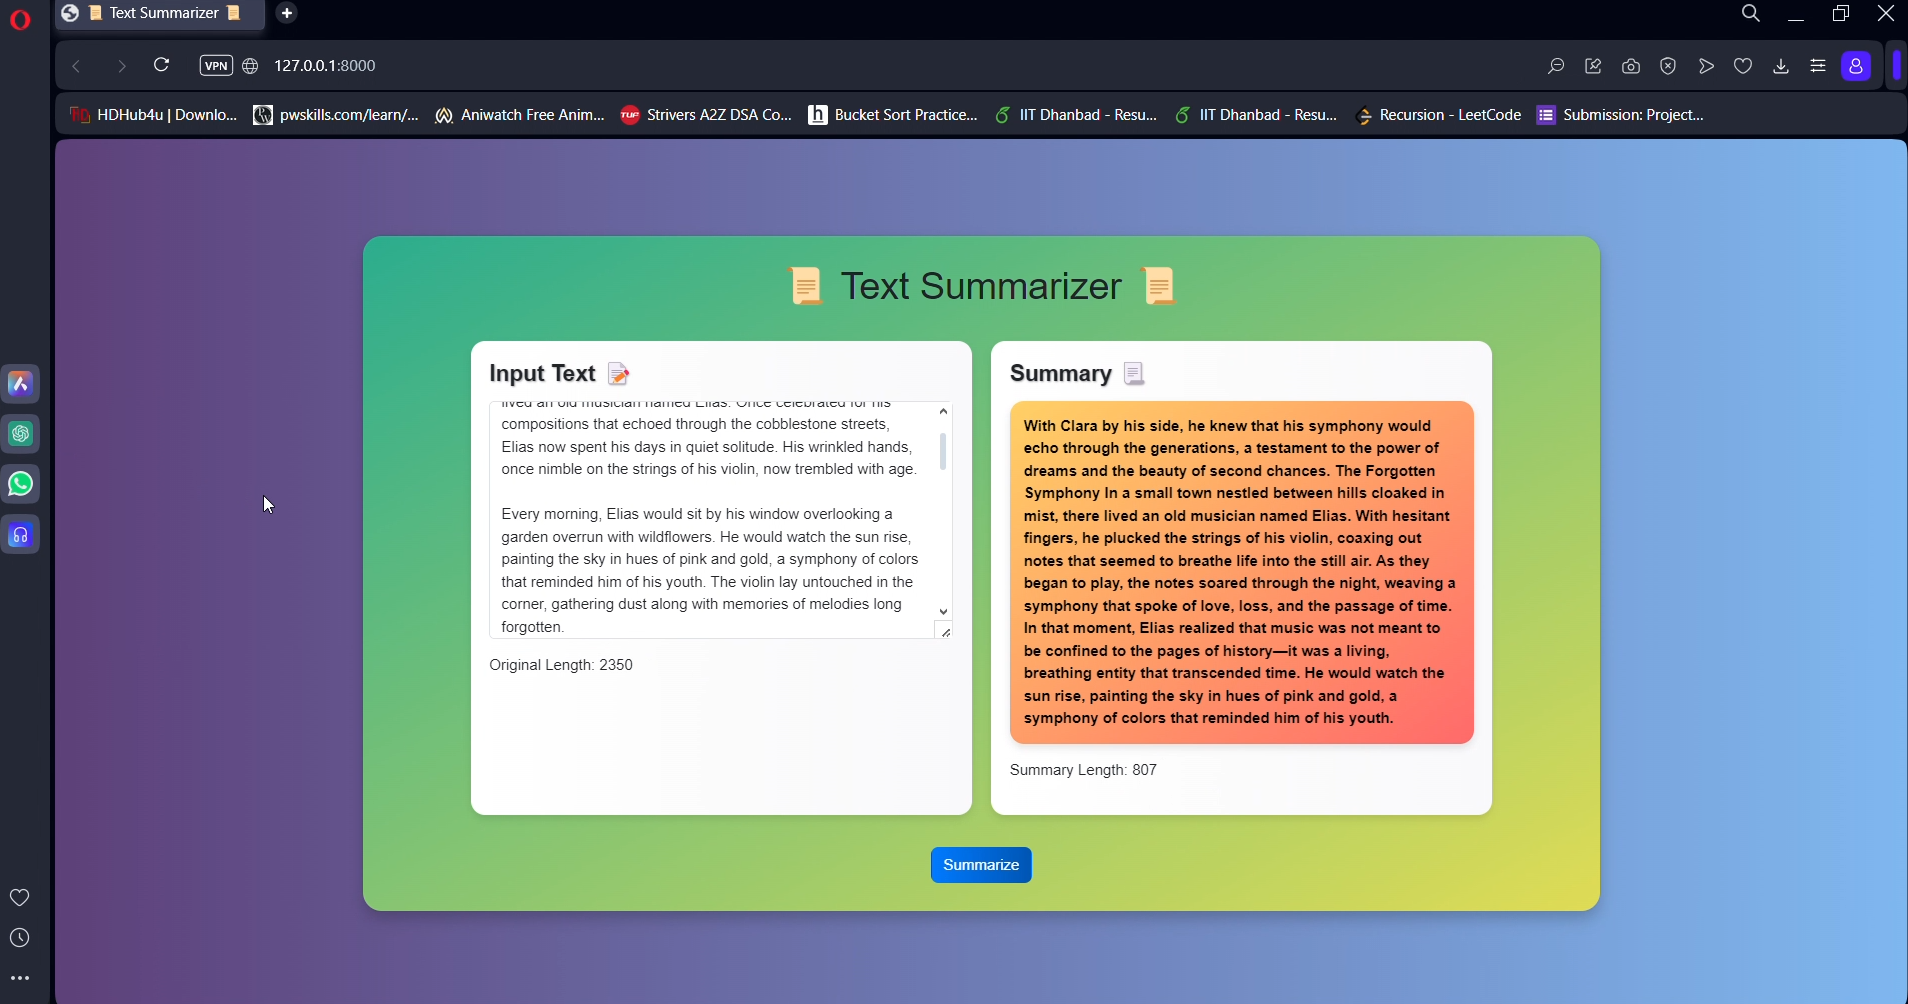 Text Summarizer
VPN
127.0.0.1:8000
HD HDHub4u | Downlo...
pwskills.com/learn/...
Aniwatch Free Anim...
TUF Strivers A2Z DSA Co...
h Bucket Sort Practice...
IIT Dhanbad - Resu...
IIT Dhanbad - Resu...
Recursion - LeetCode
Submission: Project...
Text Summarizer
Input Text
lived an old musician named Elias. Once celebrated for his
compositions that echoed through the cobblestone streets,
Elias now spent his days in quiet solitude. His wrinkled hands,
once nimble on the strings of his violin, now trembled with age.
Every morning, Elias would sit by his window overlooking a
garden overrun with wildflowers. He would watch the sun rise,
painting the sky in hues of pink and gold, a symphony of colors
that reminded him of his youth. The violin lay untouched in the
corner, gathering dust along with memories of melodies long
forgotten.
Original Length: 2350
Summary
With Clara by his side, he knew that his symphony would
echo through the generations, a testament to the power of
dreams and the beauty of second chances. The Forgotten
Symphony In a small town nestled between hills cloaked in
mist, there lived an old musician named Elias. With hesitant
fingers, he plucked the strings of his violin, coaxing out
notes that seemed to breathe life into the still air. As they
began to play, the notes soared through the night, weaving a
symphony that spoke of love, loss, and the passage of time.
In that moment, Elias realized that music was not meant to
be confined to the pages of history—it was a living,
breathing entity that transcended time. He would watch the
sun rise, painting the sky in hues of pink and gold, a
symphony of colors that reminded him of his youth.
Summary Length: 807
Summarize